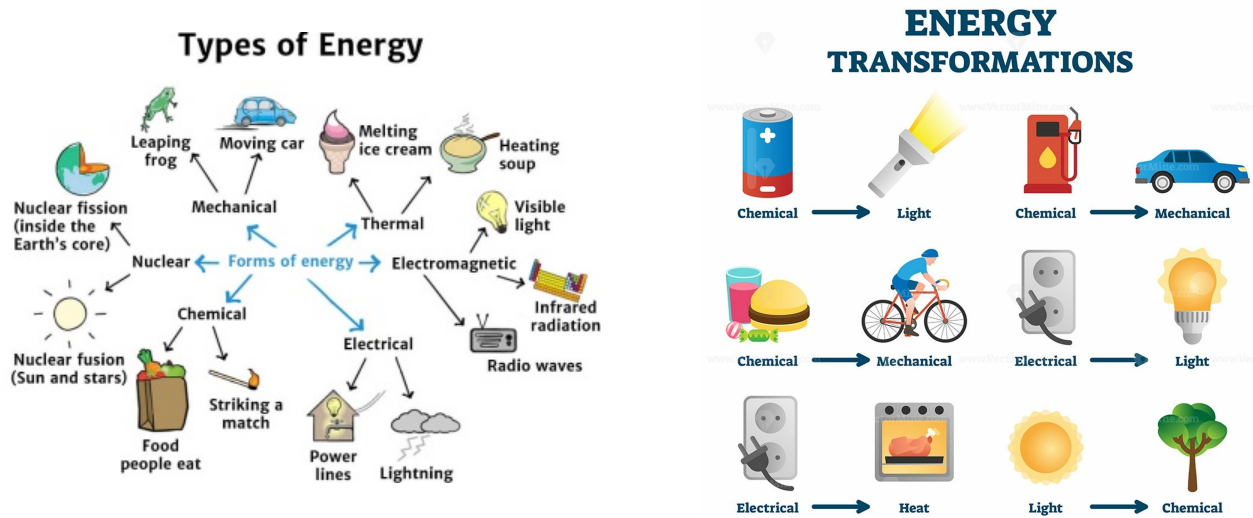 Types of Energy
Leaping
frog
Moving car
Melting
ice cream
Heating
soup
Nuclear fission
(inside the
Earth's core)
Mechanical
Thermal
Visible
light
Nuclear
Forms of energy
Electromagnetic
Infrared
radiation
Chemical
Electrical
Radio waves
Nuclear fusion
(Sun and stars)
Striking a
match
Food
people eat
Power
lines
Lightning
ENERGY
TRANSFORMATIONS
Chemical
Light
Chemical
Mechanical
Chemical
Mechanical
Electrical
Light
Electrical
Heat
Light
Chemical